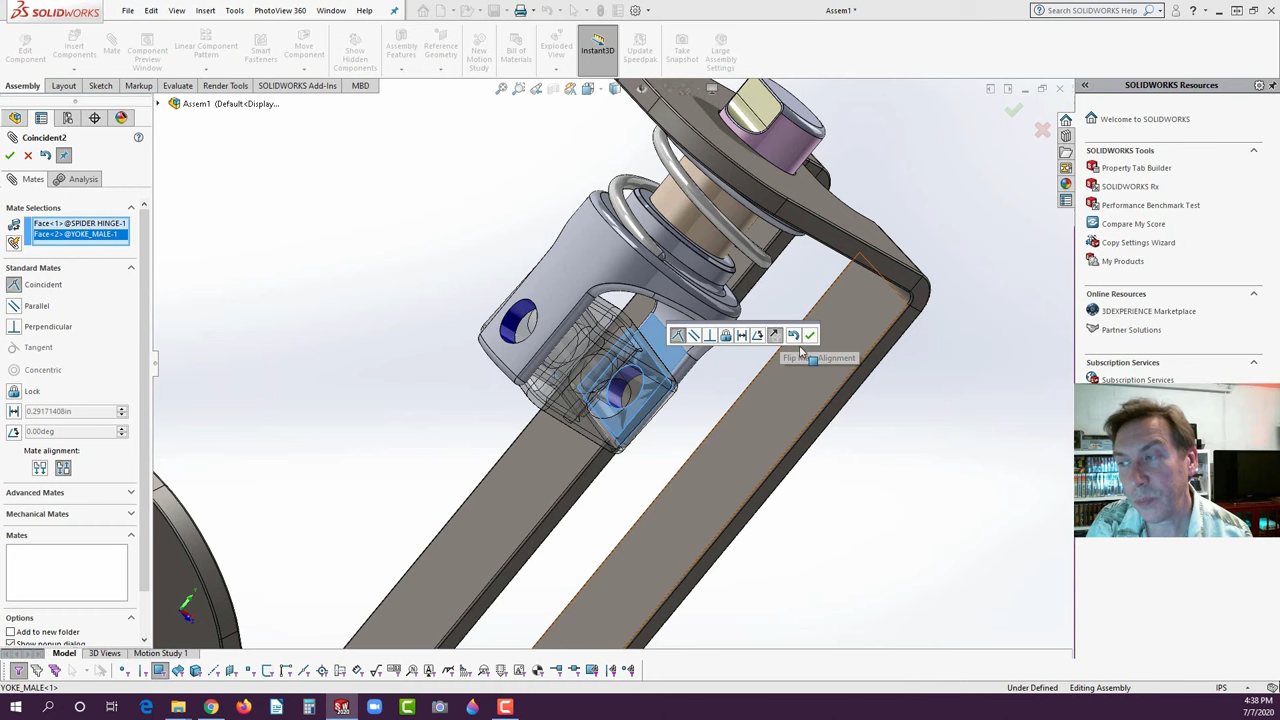 SOLIDWORKS
File Edit View Insert Tools PhotoView 360 Window Help
Assem1 *
Search SOLIDWORKS Help
Edit Component
Insert Components
Mate
Component Preview Window
Linear Component Pattern
Smart Fasteners
Move Component
Show Hidden Components
Assembly Features
Reference Geometry
New Motion Study
Bill of Materials
Exploded View
Instant3D
Update Speedpak
Take Snapshot
Large Assembly Settings
Assembly Layout Sketch Markup Evaluate Render Tools SOLIDWORKS Add-Ins MBD
SOLIDWORKS Resources
Assem1 (Default<Display...
Coincident2
Mates
Analysis
Mate Selections
Face<1>@SPIDER HINGE-1
Face<2>@YOKE_MALE-1
Standard Mates
Coincident
Parallel
Perpendicular
Tangent
Concentric
Lock
0.29171408in
0.00deg
Mate alignment:
Advanced Mates
Mechanical Mates
Mates
Options
Add to new folder
Show popup dialog
Flip
Alignment
Welcome to SOLIDWORKS
SOLIDWORKS Tools
Property Tab Builder
SOLIDWORKS Rx
Performance Benchmark Test
Compare My Score
Copy Settings Wizard
My Products
Online Resources
3DEXPERIENCE Marketplace
Partner Solutions
Subscription Services
Subscription Services
Model 3D Views Motion Study 1
YOKE_MALE<1>
Under Defined
Editing Assembly
IPS
4:38 PM
7/7/2020